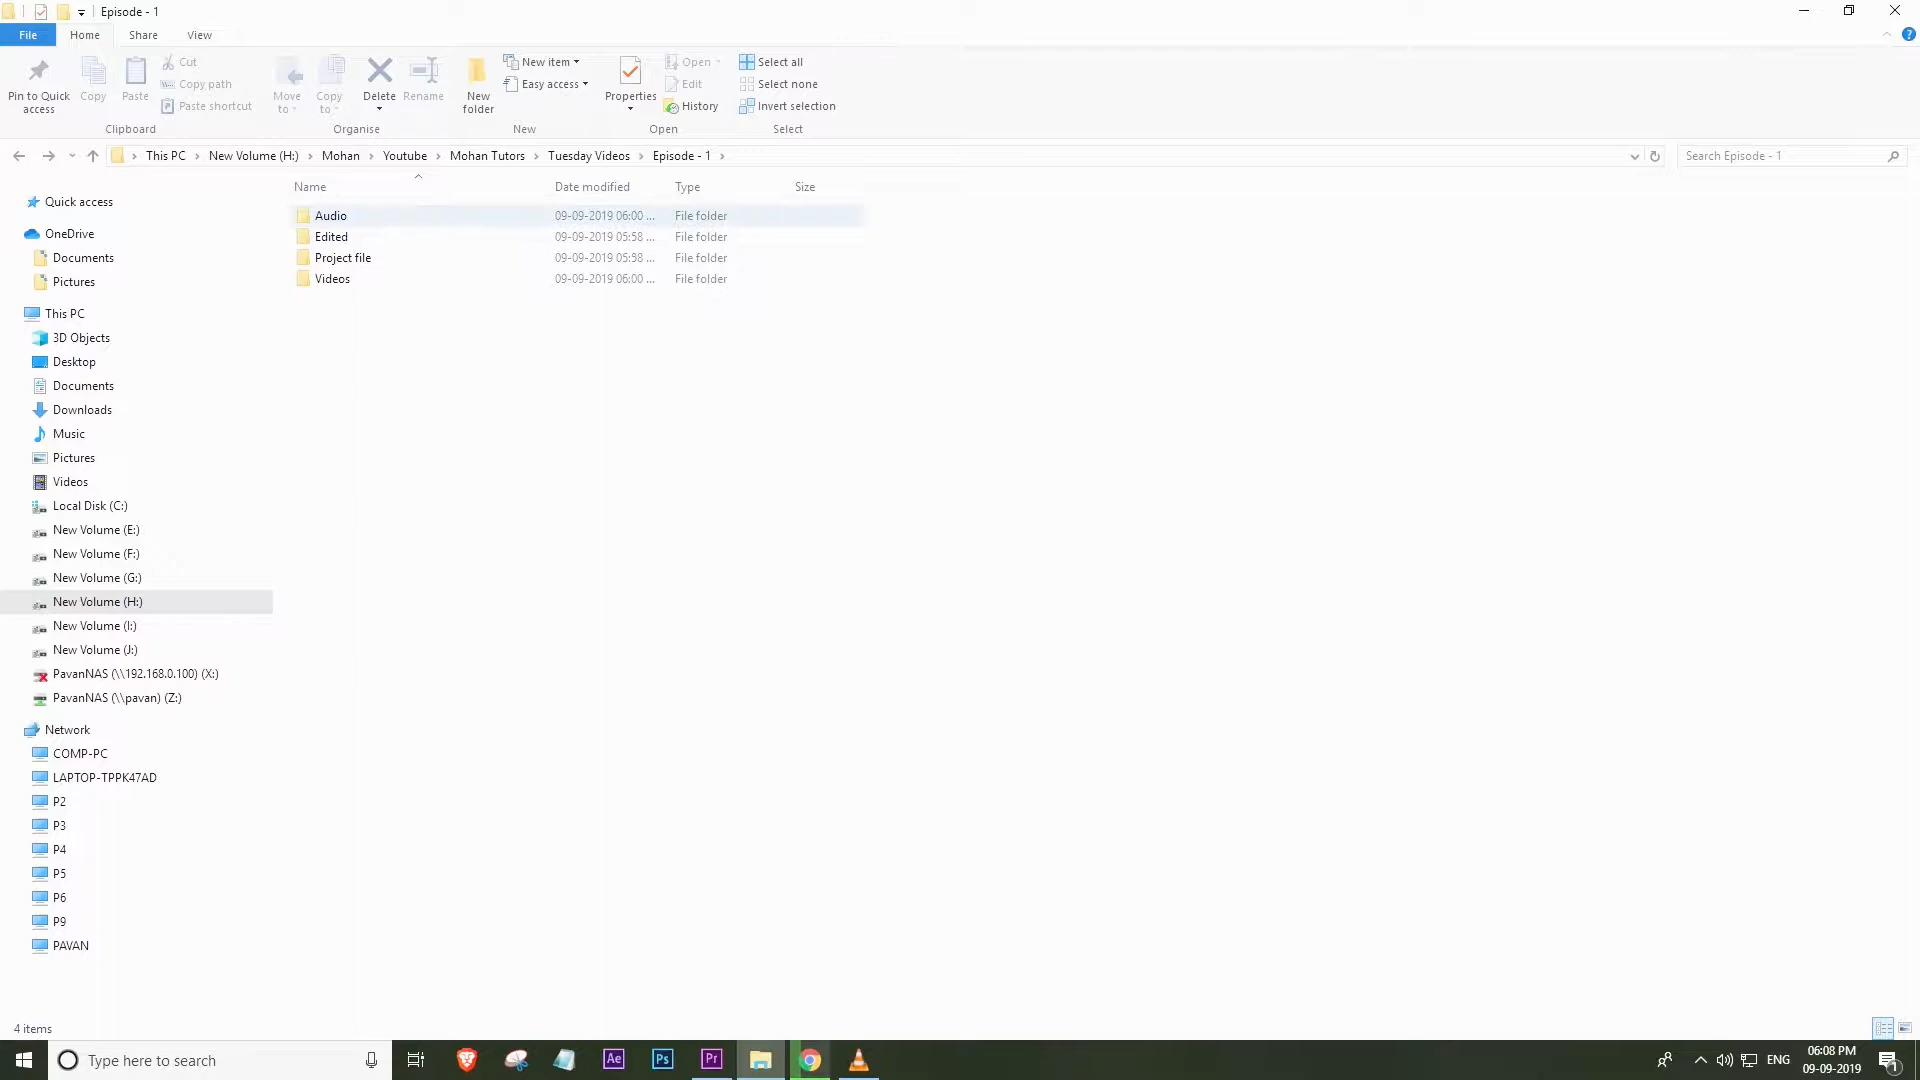 Episode - 1
File Home Share View
Pin to Quick access
Copy
Paste
Cut
Copy path
Paste shortcut
Clipboard
Move to
Copy to
Delete
Rename
Organise
New folder
New item
Easy access
New
Properties
Open
Edit
History
Open
Select all
Select none
Invert selection
Select
This PC › New Volume (H:) › Mohan › Youtube › Mohan Tutors › Tuesday Videos › Episode - 1 ›
Search Episode - 1
Name Date modified Type Size
Audio 09-09-2019 06:00 ... File folder
Edited 09-09-2019 05:58 ... File folder
Project file 09-09-2019 05:58 ... File folder
Videos 09-09-2019 06:00 ... File folder
Quick access
OneDrive
Documents
Pictures
This PC
3D Objects
Desktop
Documents
Downloads
Music
Pictures
Videos
Local Disk (C:)
New Volume (E:)
New Volume (F:)
New Volume (G:)
New Volume (H:)
New Volume (I:)
New Volume (J:)
PavanNAS (\\192.168.0.100) (X:)
PavanNAS (\\pavan) (Z:)
Network
COMP-PC
LAPTOP-TPPK47AD
P2
P3
P4
P5
P6
P9
PAVAN
4 items
Type here to search
Ae
Ps
Pr
ENG
06:08 PM
09-09-2019
1